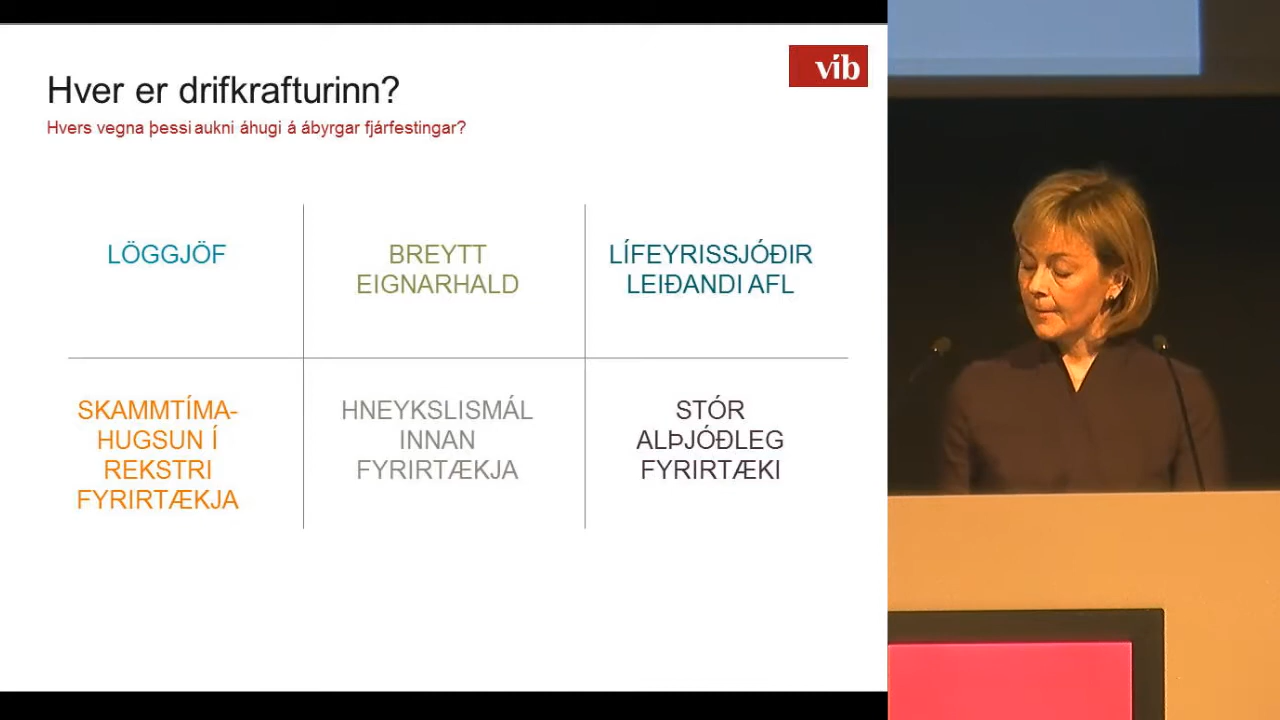 víb
Hver er drifkrafturinn?
Hvers vegna þessi aukni áhugi á ábyrgar fjárfestingar?
LÖGGJÖF
BREYTT
EIGNARHALD
LÍFEYRISSJÓÐIR
LEIÐANDI AFL
SKAMMTÍMA-
HUGSUN Í
REKSTRI
FYRIRTÆKJA
HNEYKSLISMÁL
INNAN
FYRIRTÆKJA
STÓR
ALÞJÓÐLEG
FYRIRTÆKI